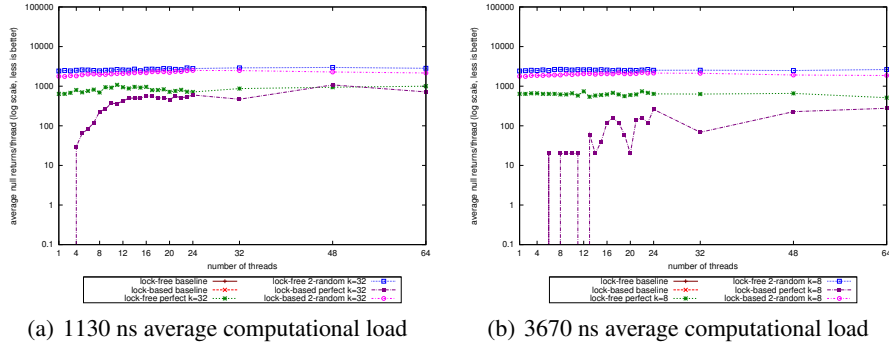 average null returns/thread (log scale, less is better)
100000
10000
1000
100
10
1
0.1
1 4 8 12 16 20 24 32 48 64
number of threads
lock-free baseline
lock-based baseline
lock-free perfect k=32
lock-free 2-random k=32
lock-based perfect k=32
lock-based 2-random k=32
(a) 1130 ns average computational load
average null returns/thread (log scale, less is better)
100000
10000
1000
100
10
1
0.1
1 4 8 12 16 20 24 32 48 64
number of threads
lock-free baseline
lock-based baseline
lock-free perfect k=8
lock-free 2-random k=8
lock-based perfect k=8
lock-based 2-random k=8
(b) 3670 ns average computational load